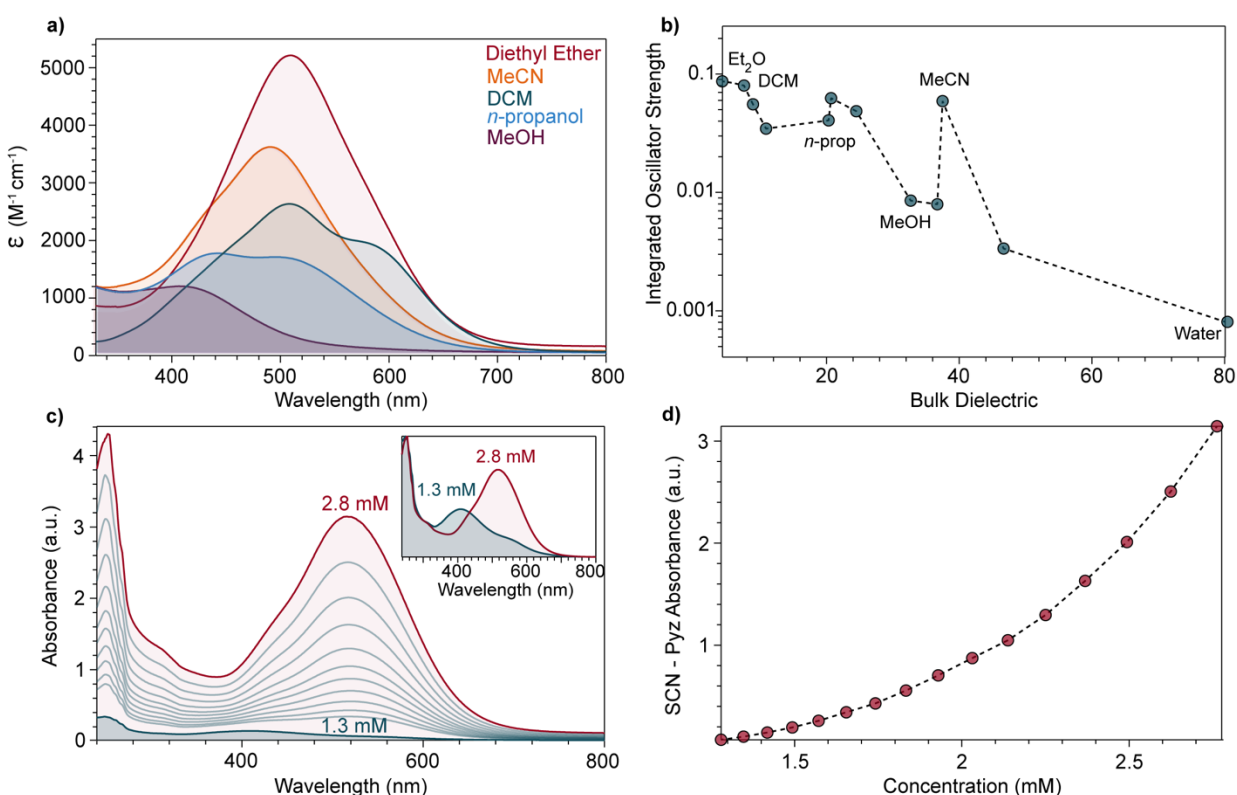 a)
ε (M⁻¹ cm⁻¹)
5000
4000
3000
2000
1000
0
Diethyl Ether
MeCN
DCM
n-propanol
MeOH
400 500 600 700 800
Wavelength (nm)
b)
Integrated Oscillator Strength
0.1
0.01
0.001
Et₂O
DCM
n-prop
MeOH
MeCN
Water
20 40 60 80
Bulk Dielectric
c)
Absorbance (a.u.)
4
3
2
1
0
2.8 mM
1.3 mM
400 600 800
Wavelength (nm)
2.8 mM
1.3 mM
400 600 800
Wavelength (nm)
d)
SCN - Pyz Absorbance (a.u.)
3
2
1
1.5 2 2.5
Concentration (mM)